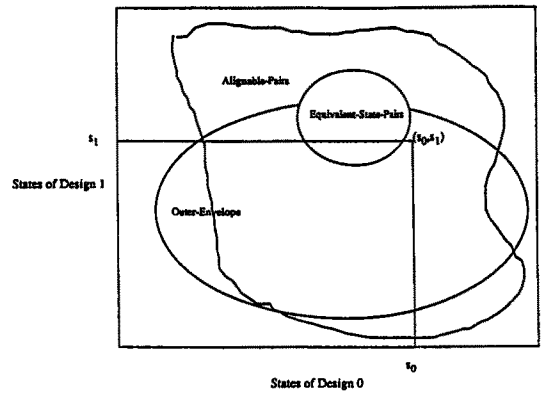 Alignable-Pairs
Equivalent-State-Pairs
s1
(s0,s1)
States of Design 1
Outer-Envelope
s0
States of Design 0